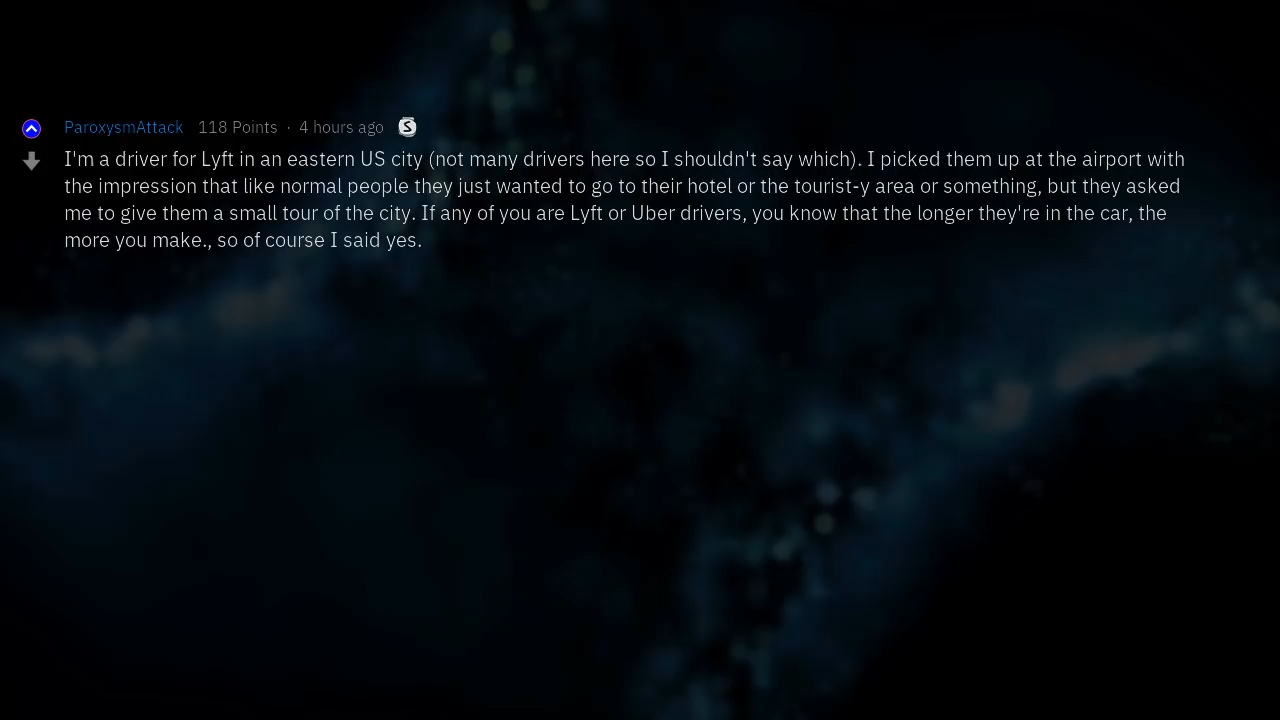 ParoxysmAttack 118 Points · 4 hours ago S
I'm a driver for Lyft in an eastern US city (not many drivers here so I shouldn't say which). I picked them up at the airport with
the impression that like normal people they just wanted to go to their hotel or the tourist-y area or something, but they asked
me to give them a small tour of the city. If any of you are Lyft or Uber drivers, you know that the longer they're in the car, the
more you make., so of course I said yes.